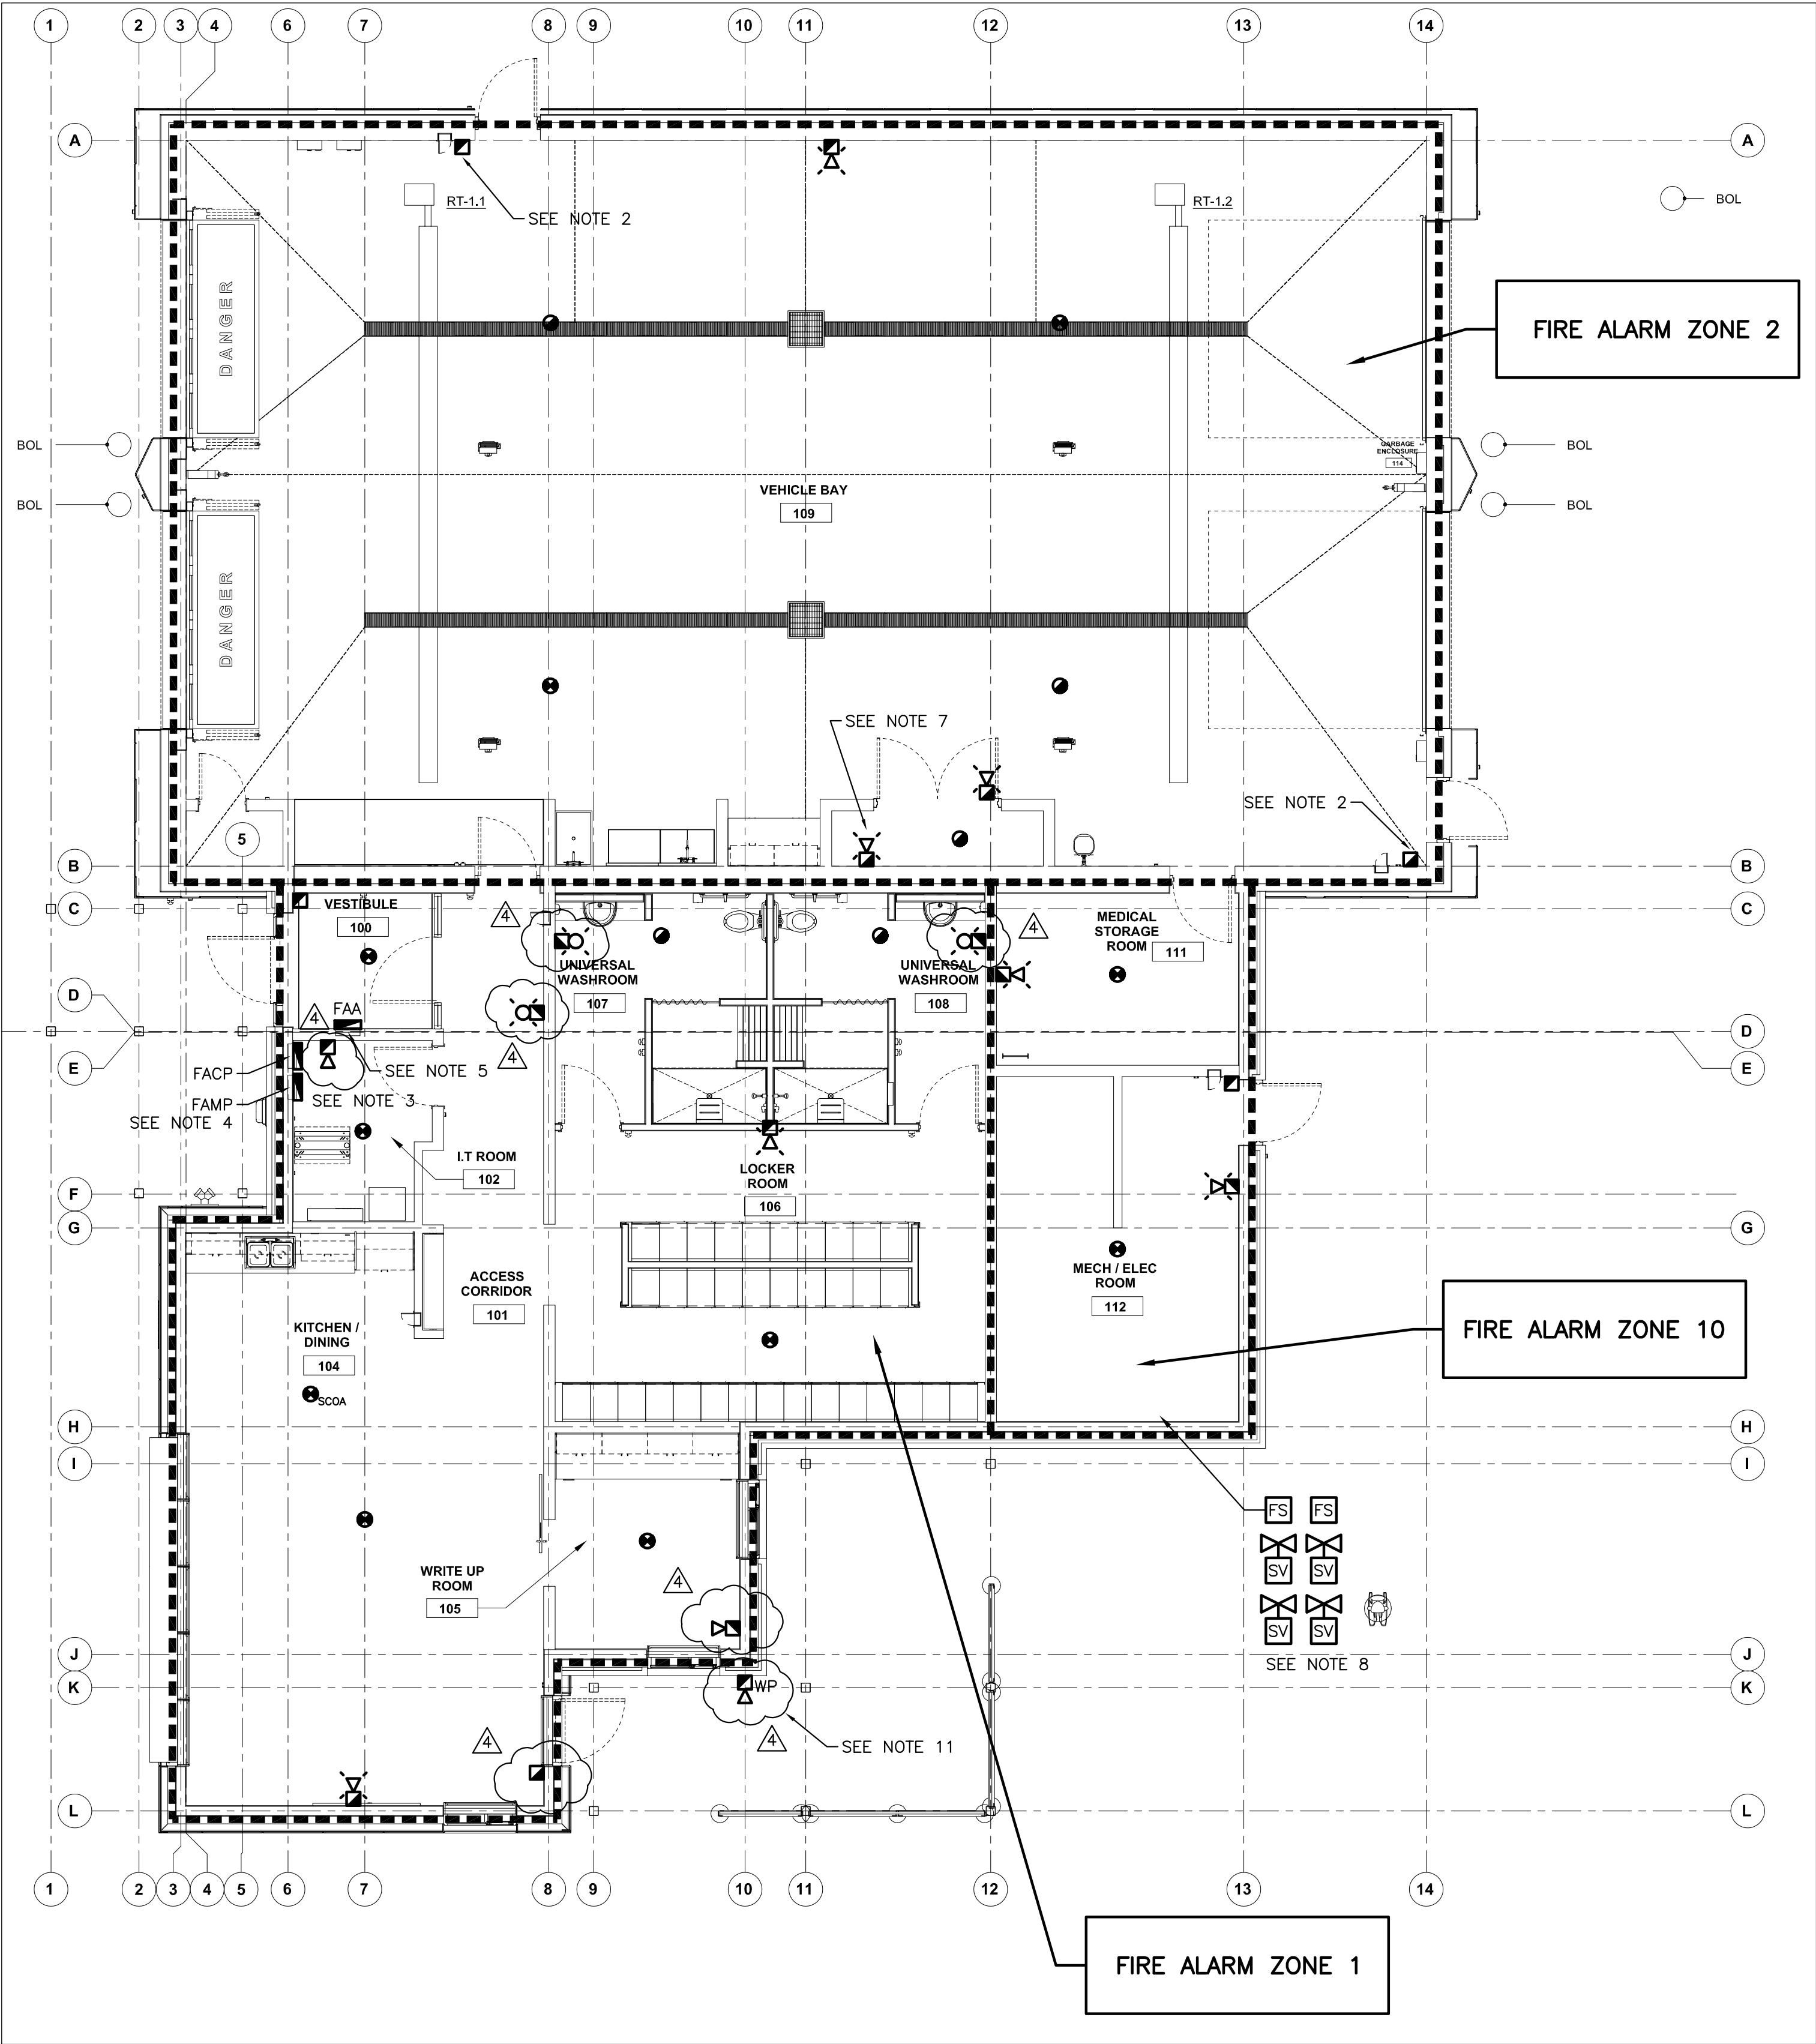 1 2 3 4 6 7 8 9 10 11 12 13 14
A
A
RT-1.1
RT-1.2
BOL
SEE NOTE 2
DANGER
FIRE ALARM ZONE 2
BOL
GARBAGE
ENCLOSURE
114
BOL
VEHICLE BAY
109
BOL
BOL
DANGER
SEE NOTE 7
SEE NOTE 2
5
B
B
C
VESTIBULE
100
4
4
MEDICAL
STORAGE
ROOM
111
C
UNIVERSAL
WASHROOM
107
UNIVERSAL
WASHROOM
108
D
4
FAA
D
E
FACP
SEE NOTE 5
4
E
FAMP
SEE NOTE 3
SEE NOTE 4
I.T ROOM
102
LOCKER
ROOM
106
F
G
G
ACCESS
CORRIDOR
101
MECH / ELEC
ROOM
112
KITCHEN /
DINING
104
SCOA
FIRE ALARM ZONE 10
H
H
I
I
FS FS
WRITE UP
ROOM
105
4
SV SV
SV SV
J
J
SEE NOTE 8
K
WP
K
4
4
SEE NOTE 11
L
L
1 2 3 4 5 6 7 8 9 10 11 12 13 14
FIRE ALARM ZONE 1